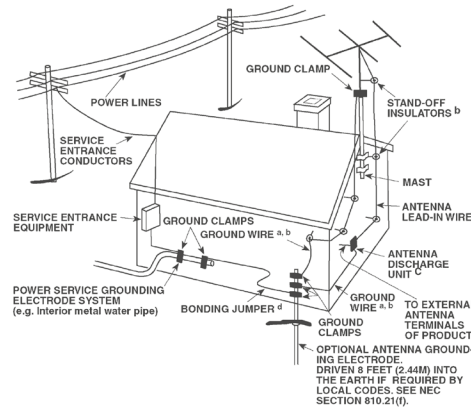 GROUND CLAMP
POWER LINES
STAND-OFF
INSULATORS b
SERVICE
ENTRANCE
CONDUCTORS
MAST
ANTENNA
LEAD-IN WIRE
SERVICE ENTRANCE
EQUIPMENT
GROUND CLAMPS
GROUND WIRE a, b
ANTENNA
DISCHARGE
UNIT C
POWER SERVICE GROUNDING
ELECTRODE SYSTEM
(e.g. Interior metal water pipe)
BONDING JUMPER d
GROUND
WIRE a, b
GROUND
CLAMPS
TO EXTERNA
ANTENNA
TERMINALS
OF PRODUCT
OPTIONAL ANTENNA GROUND-
ING ELECTRODE.
DRIVEN 8 FEET (2.44M) INTO
THE EARTH IF REQUIRED BY
LOCAL CODES. SEE NEC
SECTION 810.21(f).